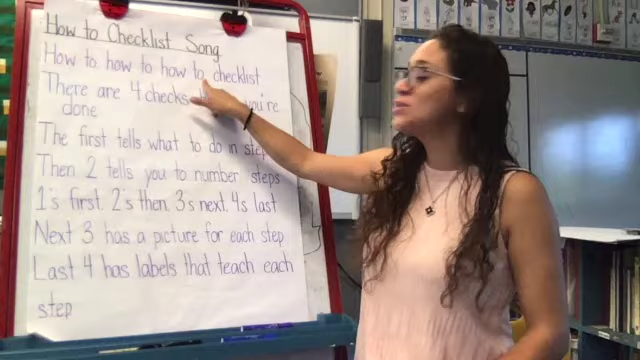 How to Checklist Song
How to how to how to checklist
There are 4 checks you're
done
The first tells what to do in step
Then 2 tells you to number steps
1's first. 2's then. 3's next. 4s last
Next 3 has a picture for each step
Last 4 has labels that teach each
step